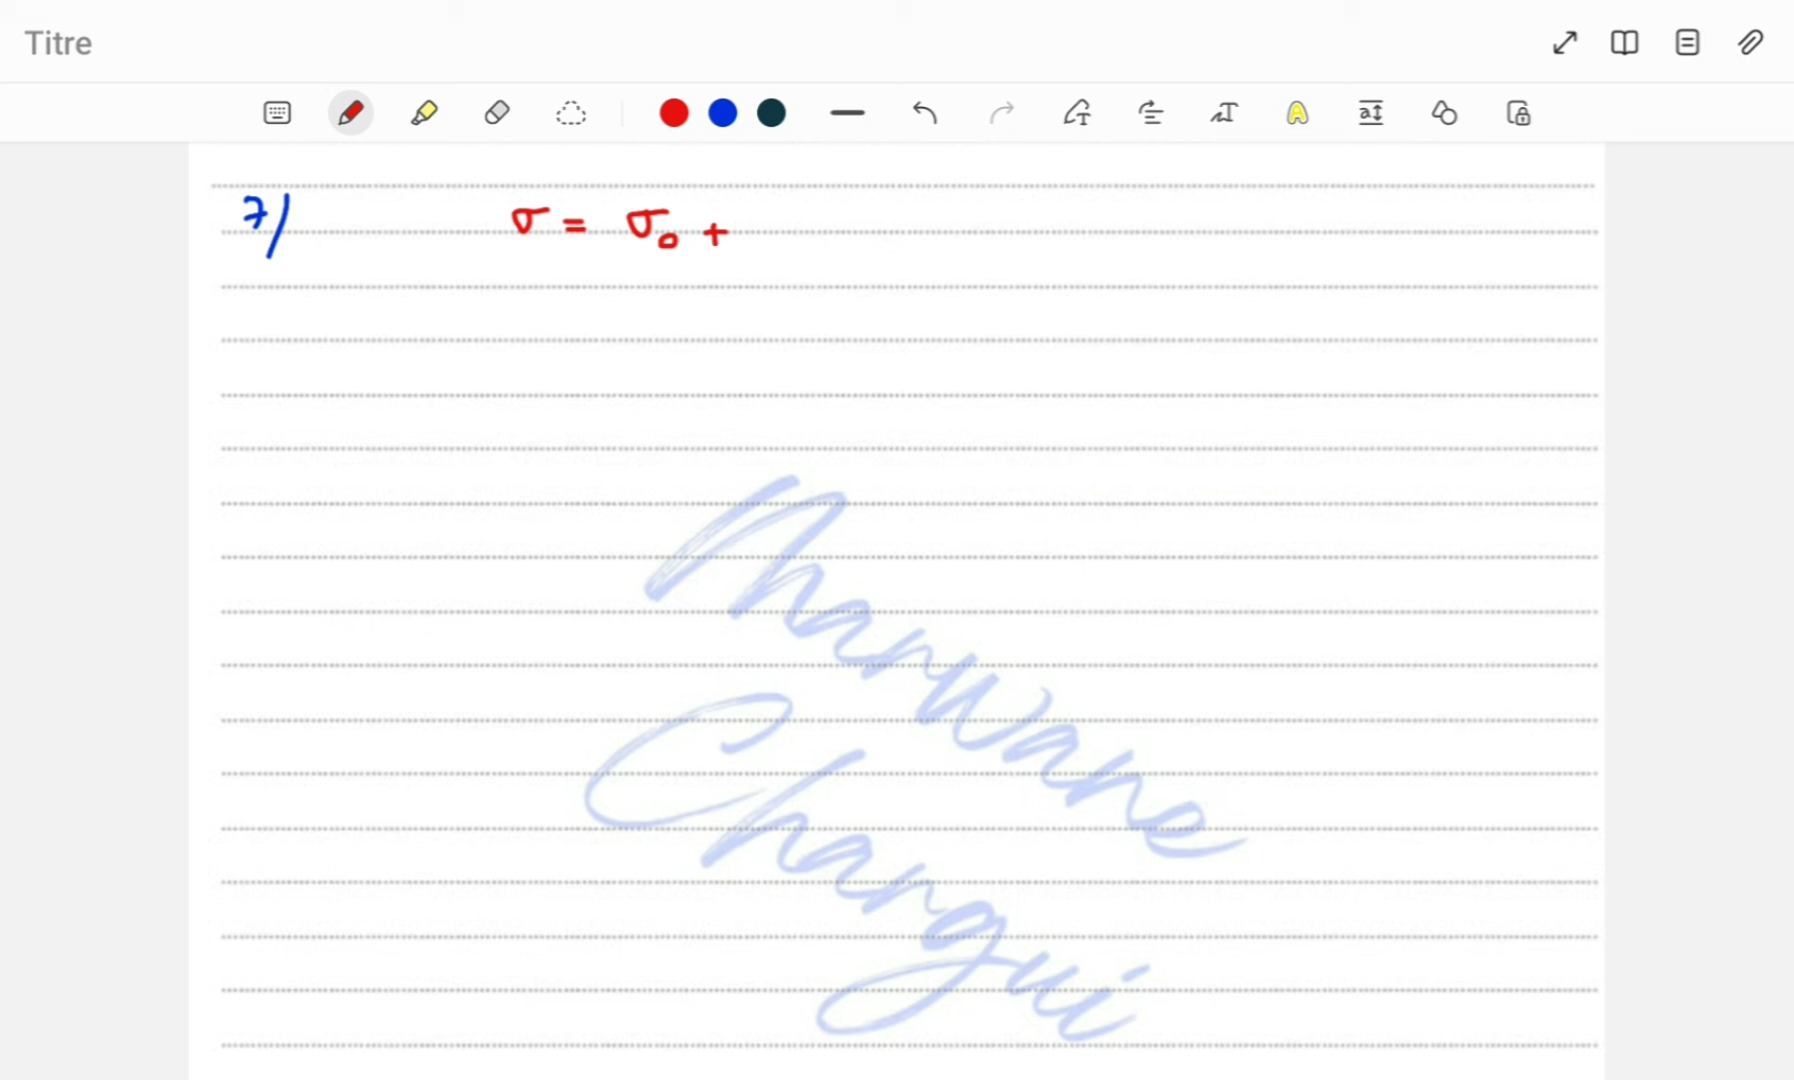 Titre
7/ σ = σ₀ +
Marwane
Chargui